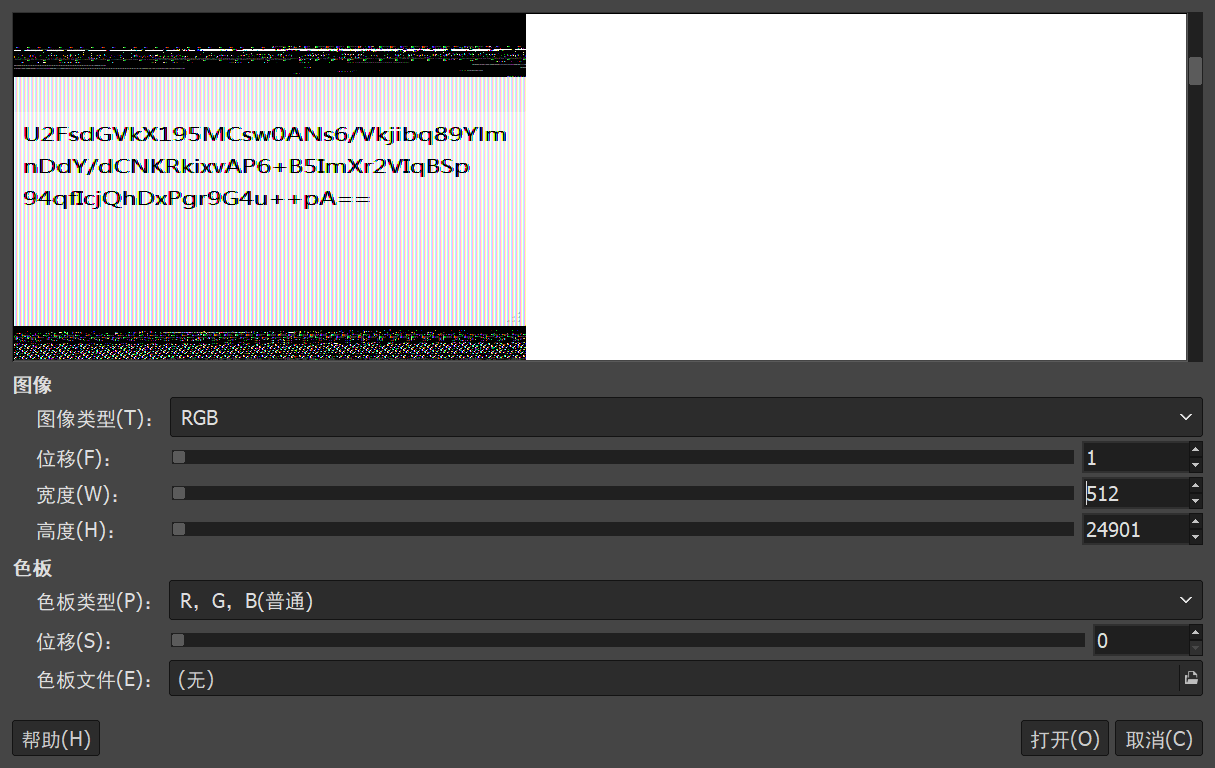 U2FsdGVkX195MCsw0ANs6/Vkjibq89YIm
nDdY/dCNKRkixvAP6+B5ImXr2VIqBSp
94qfIcjQhDxPgr9G4u++pA==
图像
图像类型(T)： RGB
位移(F)： 1
宽度(W)： 512
高度(H)： 24901
色板
色板类型(P)： R，G，B(普通)
位移(S)： 0
色板文件(E)： (无)
帮助(H) 打开(O) 取消(C)